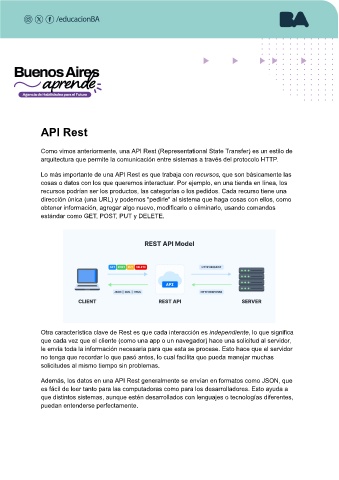 /educacionBA
BA
Buenos Aires
aprende
Agencia de Habilidades para el Futuro
API Rest
Como vimos anteriormente, una API Rest (Representational State Transfer) es un estilo de
arquitectura que permite la comunicación entre sistemas a través del protocolo HTTP.
Lo más importante de una API Rest es que trabaja con recursos, que son básicamente las
cosas o datos con los que queremos interactuar. Por ejemplo, en una tienda en línea, los
recursos podrían ser los productos, las categorías o los pedidos. Cada recurso tiene una
dirección única (una URL) y podemos "pedirle" al sistema que haga cosas con ellos, como
obtener información, agregar algo nuevo, modificarlo o eliminarlo, usando comandos
estándar como GET, POST, PUT y DELETE.
REST API Model
GET POST PUT DELETE
HTTP REQUEST
API
HTTP RESPONSE
CLIENT REST API SERVER
Otra característica clave de Rest es que cada interacción es independiente, lo que significa
que cada vez que el cliente (como una app o un navegador) hace una solicitud al servidor,
le envía toda la información necesaria para que esta se procese. Esto hace que el servidor
no tenga que recordar lo que pasó antes, lo cual facilita que pueda manejar muchas
solicitudes al mismo tiempo sin problemas.
Además, los datos en una API Rest generalmente se envían en formatos como JSON, que
es fácil de leer tanto para las computadoras como para los desarrolladores. Esto ayuda a
que distintos sistemas, aunque estén desarrollados con lenguajes o tecnologías diferentes,
puedan entenderse perfectamente.